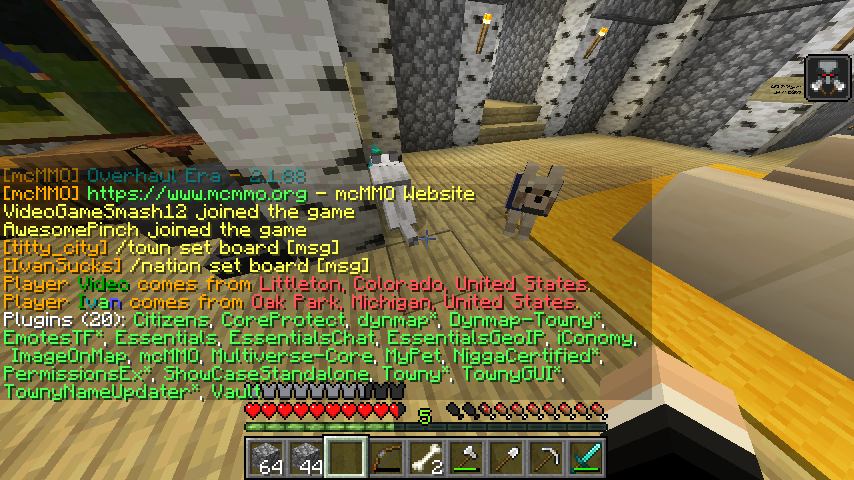 [mcMMO] Overhaul Era - 2.1.88
[mcMMO] https://www.mcmmo.org - mcMMO Website
VideoGameSmash12 joined the game
AwesomePinch joined the game
[titty_city] /town set board [msg]
[IvanSucks] /nation set board [msg]
Player Video comes from Littleton, Colorado, United States.
Player Ivan comes from Oak Park, Michigan, United States.
Plugins (20): Citizens, CoreProtect, dynmap*, Dynmap-Towny*,
EmotesTF*, Essentials, EssentialsChat, EssentialsGeoIP, iConomy,
ImageOnMap, mcMMO, Multiverse-Core, MyPet, NiggaCertified*,
PermissionsEx*, ShowCaseStandalone, Towny*, TownyGUI*,
TownyNameUpdater*, Vault
5
64 44 2